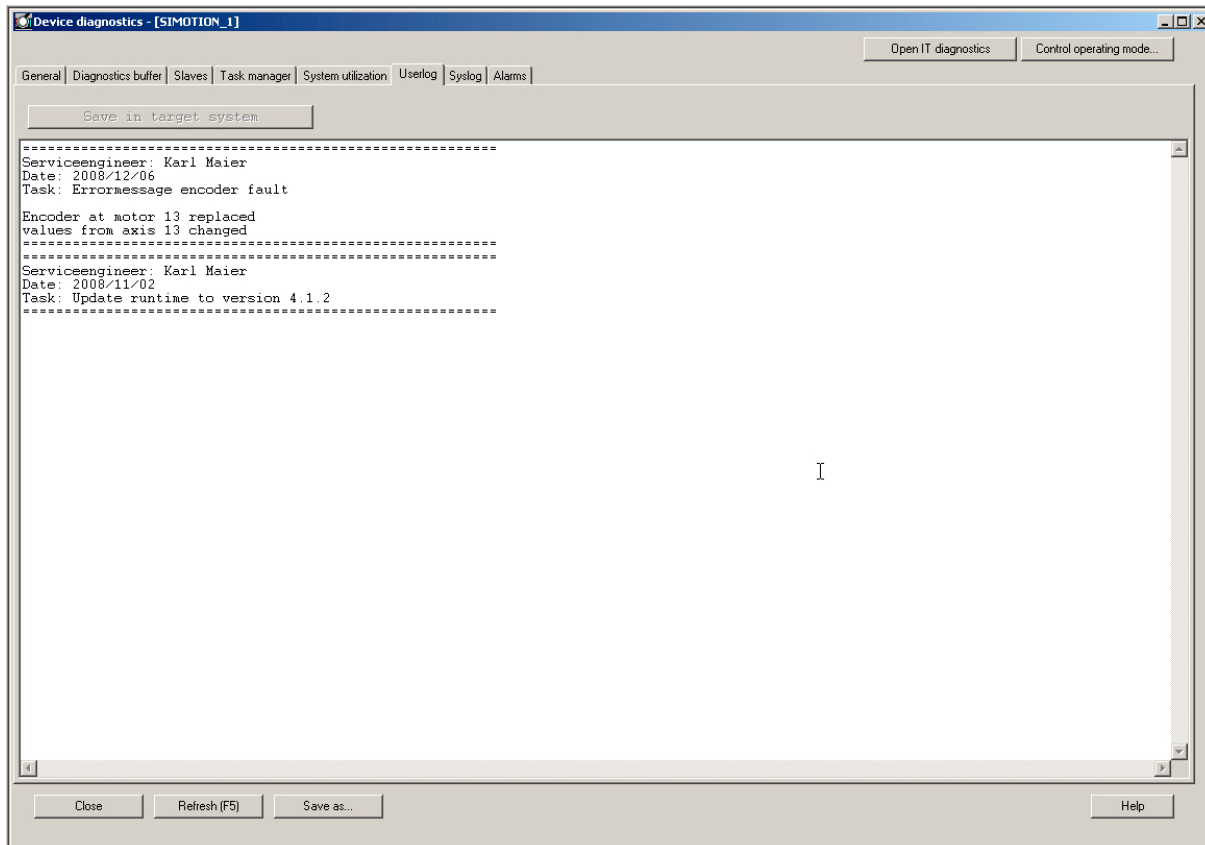 Device diagnostics - [SIMOTION_1]
Open IT diagnostics
Control operating mode...
General
Diagnostics buffer
Slaves
Task manager
System utilization
Userlog
Syslog
Alarms
Save in target system
=========================================================
Serviceengineer: Karl Maier
Date: 2008/12/06
Task: Errormessage encoder fault
Encoder at motor 13 replaced
values from axis 13 changed
=========================================================
=========================================================
Serviceengineer: Karl Maier
Date: 2008/11/02
Task: Update runtime to version 4.1.2
=========================================================
Close
Refresh (F5)
Save as...
Help